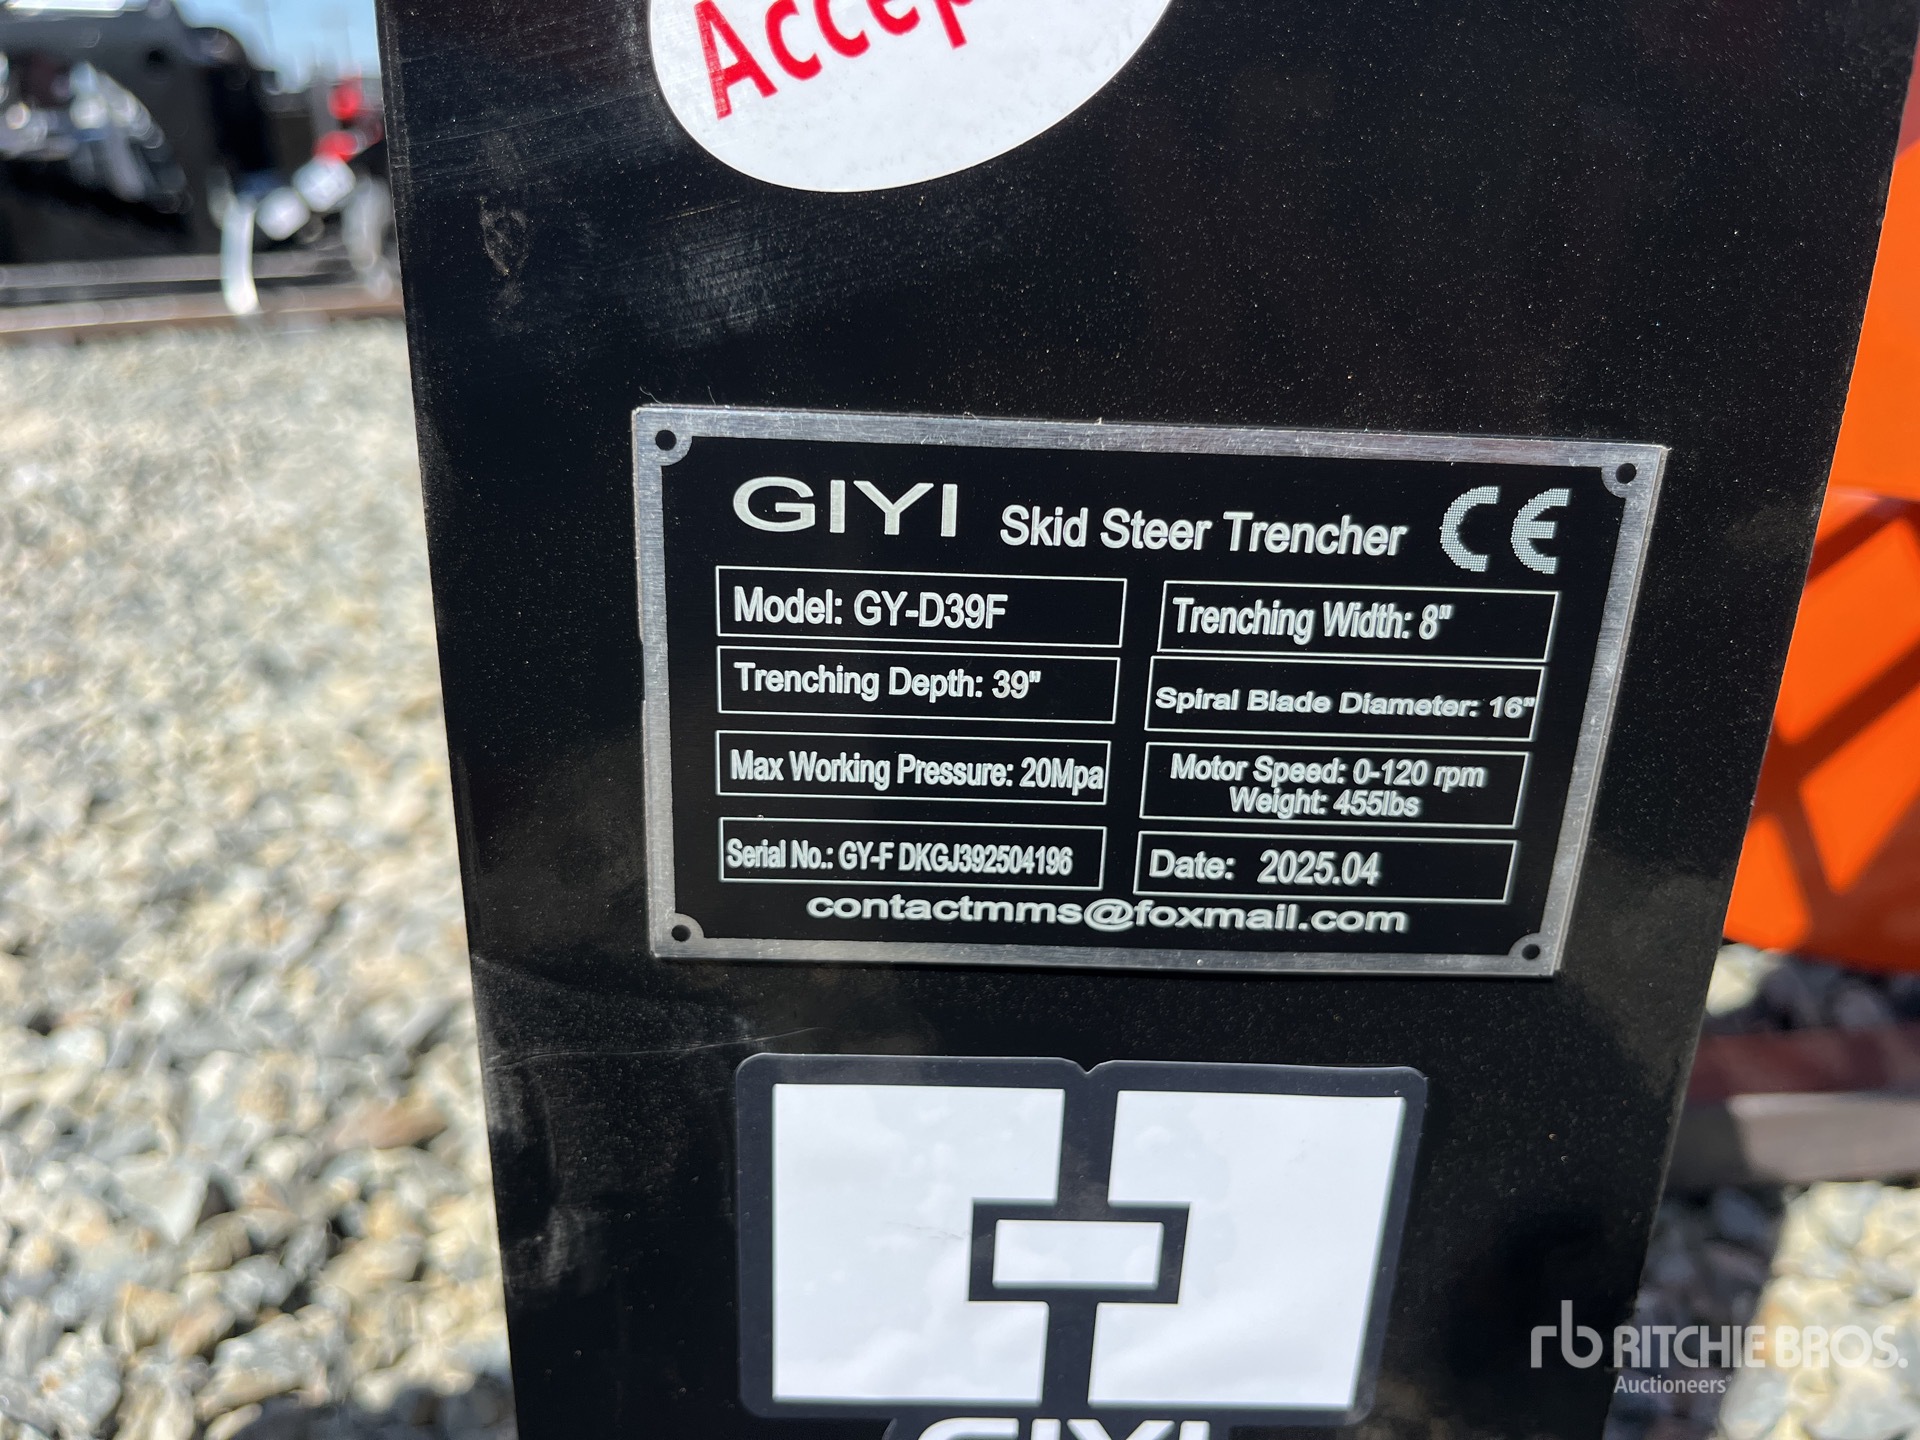 GIYI Skid Steer Trencher CE
Model: GY-D39F
Trenching Width: 8"
Trenching Depth: 39"
Spiral Blade Diameter: 16"
Max Working Pressure: 20Mpa
Motor Speed: 0-120 rpm
Weight: 455lbs
Serial No.: GY-F DKGJ392504196
Date: 2025.04
contactmms@foxmail.com
GIYI
rb RITCHIE BROS.
Auctioneers